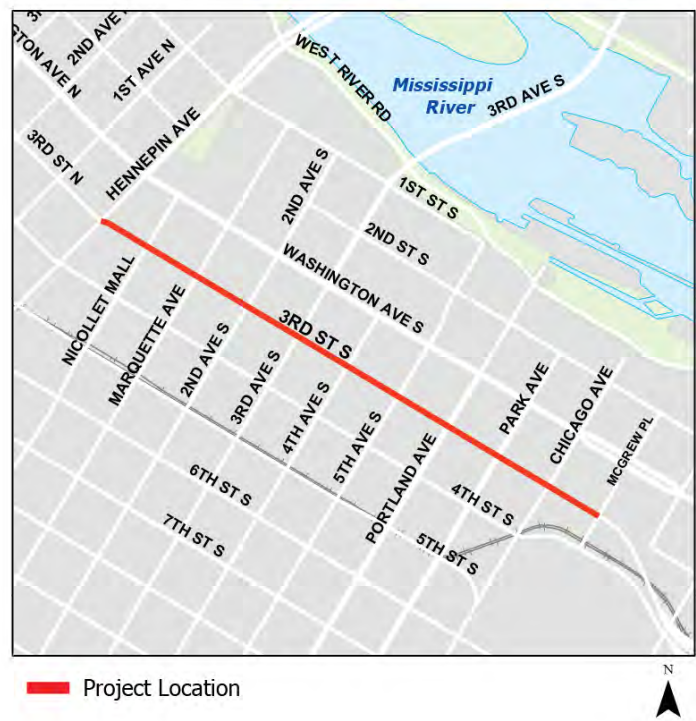 2ND AVE N
1ST AVE N
HENNEPIN AVE
3RD ST N
WEST RIVER RD
Mississippi
River
3RD AVE S
1ST ST S
2ND AVE S
2ND ST S
WASHINGTON AVE S
NICOLLET MALL
MARQUETTE AVE
2ND AVE S
3RD ST S
3RD AVE S
4TH AVE S
5TH AVE S
PORTLAND AVE
PARK AVE
CHICAGO AVE
MCGREW PL
4TH ST S
5TH ST S
6TH ST S
7TH ST S
Project Location
N